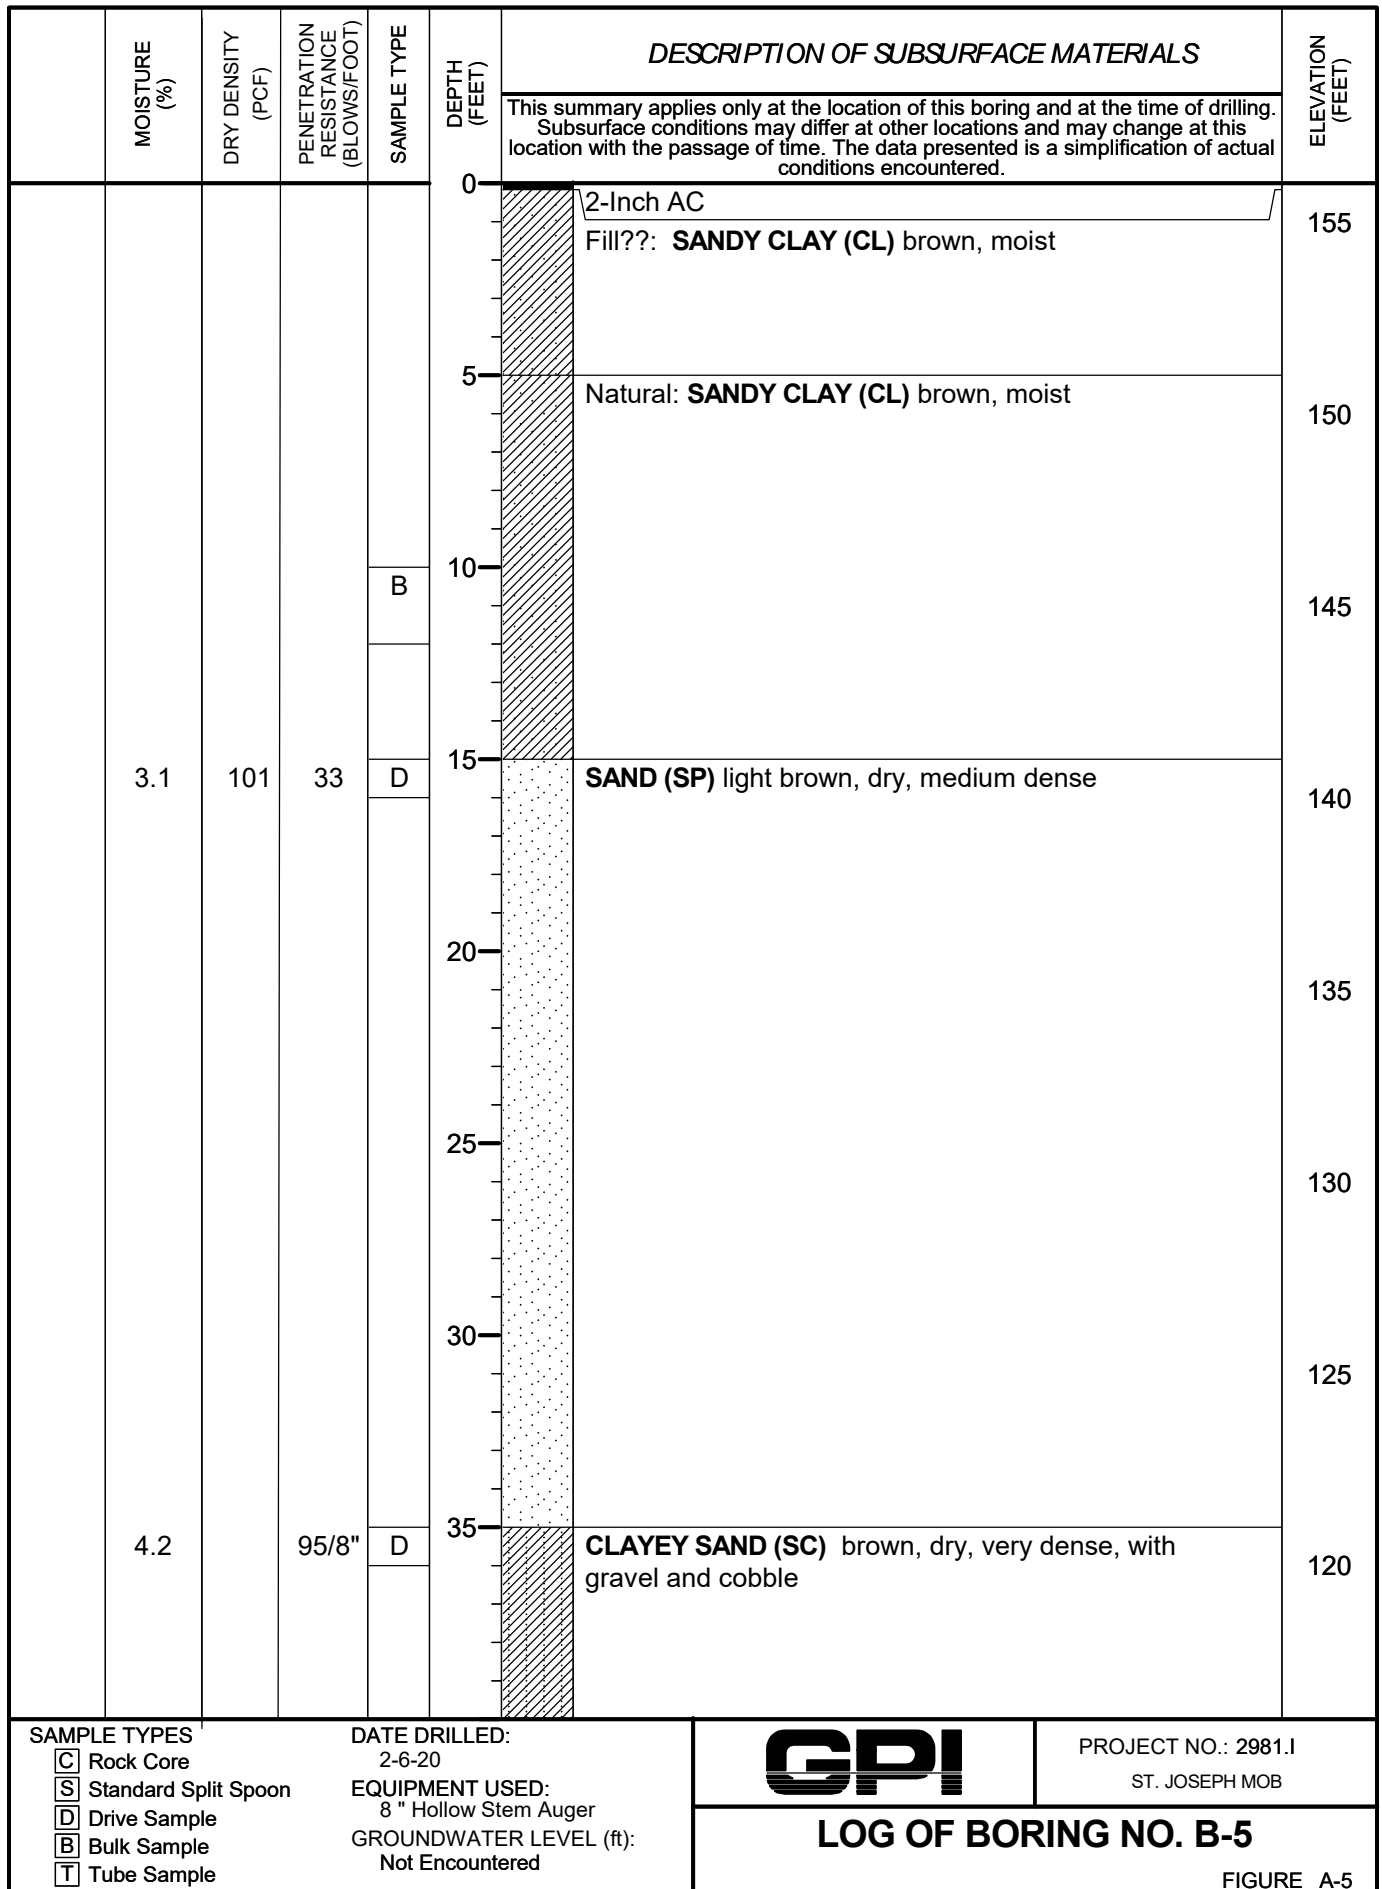 MOISTURE
(%)
DRY DENSITY
(PCF)
PENETRATION
RESISTANCE
(BLOWS/FOOT)
SAMPLE TYPE
DEPTH
(FEET)
DESCRIPTION OF SUBSURFACE MATERIALS
This summary applies only at the location of this boring and at the time of drilling.
Subsurface conditions may differ at other locations and may change at this
location with the passage of time. The data presented is a simplification of actual
conditions encountered.
ELEVATION
(FEET)
0
2-Inch AC
155
Fill??: SANDY CLAY (CL) brown, moist
5
Natural: SANDY CLAY (CL) brown, moist
150
10
B
145
15
3.1 101 33 D SAND (SP) light brown, dry, medium dense
140
20
135
25
130
30
125
35
4.2 95/8" D CLAYEY SAND (SC) brown, dry, very dense, with
gravel and cobble
120
SAMPLE TYPES
C Rock Core
S Standard Split Spoon
D Drive Sample
B Bulk Sample
T Tube Sample
DATE DRILLED:
2-6-20
EQUIPMENT USED:
8 " Hollow Stem Auger
GROUNDWATER LEVEL (ft):
Not Encountered
GPI
PROJECT NO.: 2981.I
ST. JOSEPH MOB
LOG OF BORING NO. B-5
FIGURE A-5